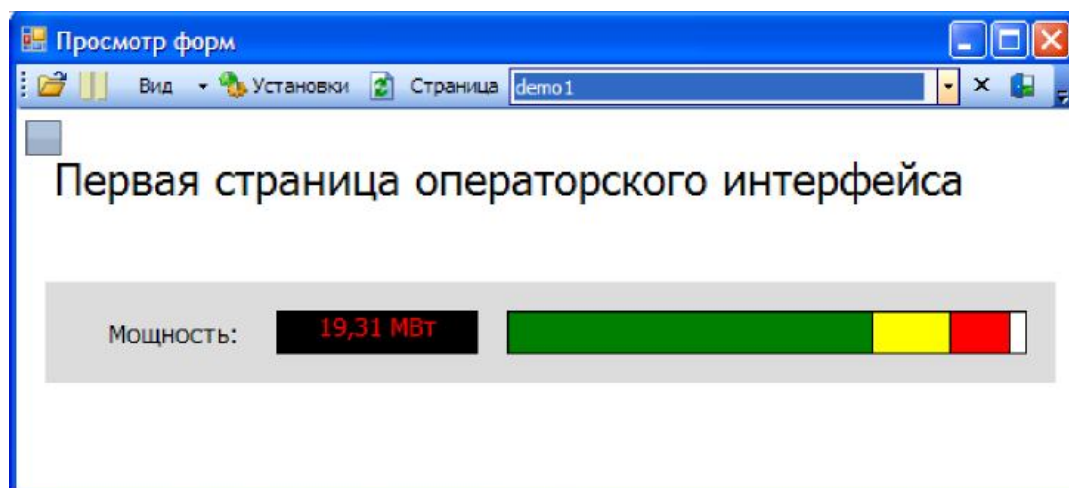 Просмотр форм
Вид Установки Страница demo1
Первая страница операторского интерфейса
Мощность: 19,31 МВт